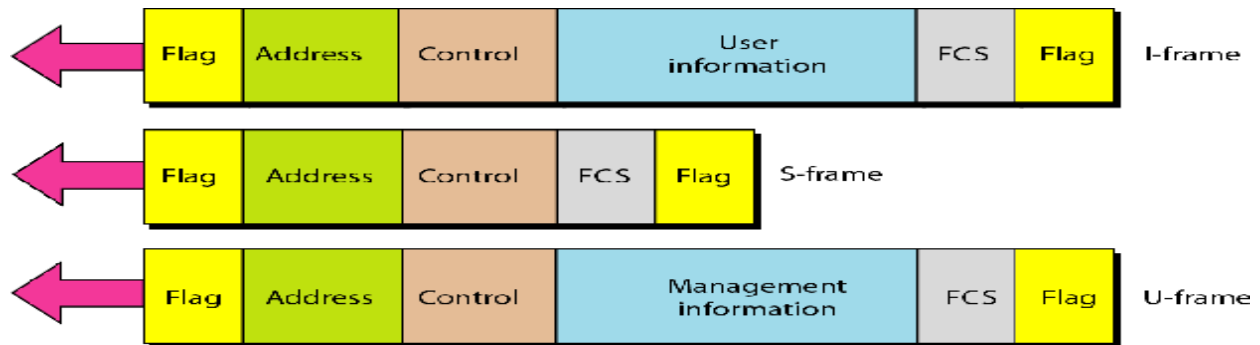 Flag Address Control User information FCS Flag I-frame
Flag Address Control FCS Flag S-frame
Flag Address Control Management information FCS Flag U-frame